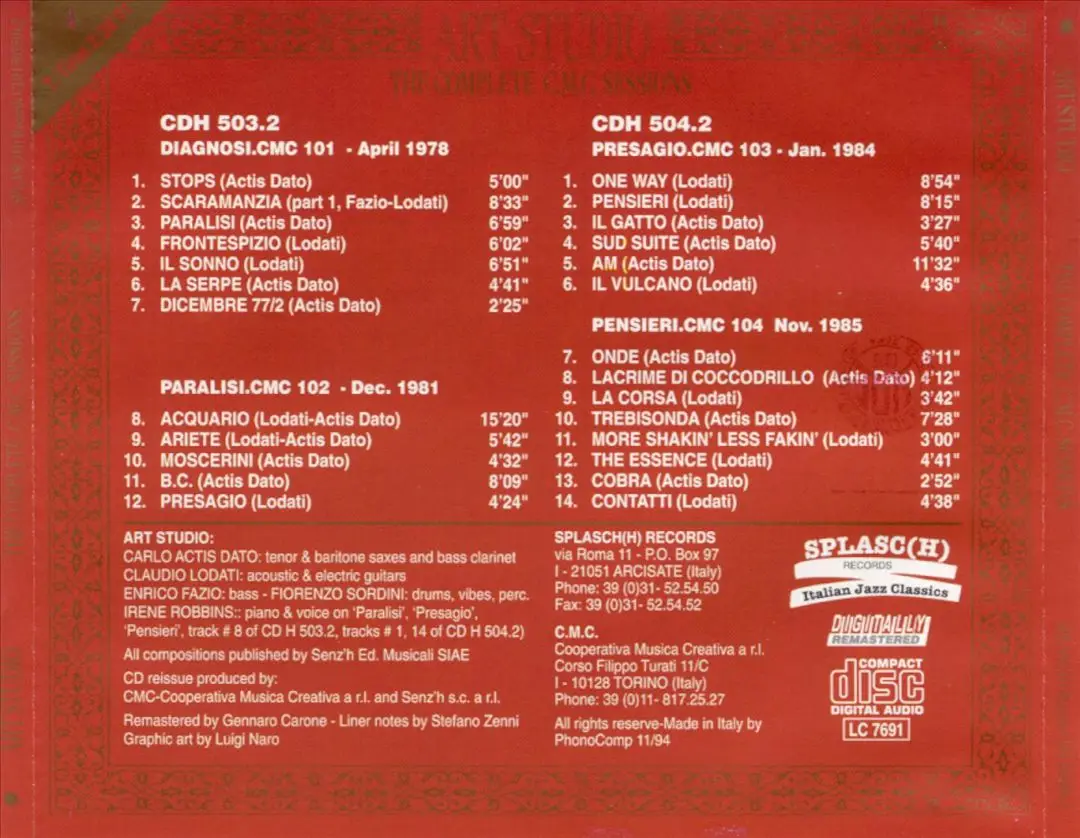 ART STUDIO
THE COMPLETE C.M.C. SESSIONS
CDH 503.2
DIAGNOSI.CMC 101 - April 1978
1. STOPS (Actis Dato) 5'00"
2. SCARAMANZIA (part 1, Fazio-Lodati) 8'33"
3. PARALISI (Actis Dato) 6'59"
4. FRONTESPIZIO (Lodati) 6'02"
5. IL SONNO (Lodati) 6'51"
6. LA SERPE (Actis Dato) 4'41"
7. DICEMBRE 77/2 (Actis Dato) 2'25"
PARALISI.CMC 102 - Dec. 1981
8. ACQUARIO (Lodati-Actis Dato) 15'20"
9. ARIETE (Lodati-Actis Dato) 5'42"
10. MOSCERINI (Actis Dato) 4'32"
11. B.C. (Actis Dato) 8'09"
12. PRESAGIO (Lodati) 4'24"
CDH 504.2
PRESAGIO.CMC 103 - Jan. 1984
1. ONE WAY (Lodati) 8'54"
2. PENSIERI (Lodati) 8'15"
3. IL GATTO (Actis Dato) 3'27"
4. SUD SUITE (Actis Dato) 5'40"
5. AM (Actis Dato) 11'32"
6. IL VULCANO (Lodati) 4'36"
PENSIERI.CMC 104 Nov. 1985
7. ONDE (Actis Dato) 6'11"
8. LACRIME DI COCCODRILLO (Actis Dato) 4'12"
9. LA CORSA (Lodati) 3'42"
10. TREBISONDA (Actis Dato) 7'28"
11. MORE SHAKIN' LESS FAKIN' (Lodati) 3'00"
12. THE ESSENCE (Lodati) 4'41"
13. COBRA (Actis Dato) 2'52"
14. CONTATTI (Lodati) 4'38"
ART STUDIO:
CARLO ACTIS DATO: tenor & baritone saxes and bass clarinet
CLAUDIO LODATI: acoustic & electric guitars
ENRICO FAZIO: bass - FIORENZO SORDINI: drums, vibes, perc.
IRENE ROBBINS:: piano & voice on 'Paralisi', 'Presagio',
'Pensieri', track # 8 of CD H 503.2, tracks # 1, 14 of CD H 504.2)
All compositions published by Senz'h Ed. Musicali SIAE
CD reissue produced by:
CMC-Cooperativa Musica Creativa a r.l. and Senz'h s.c. a r.l.
Remastered by Gennaro Carone - Liner notes by Stefano Zenni
Graphic art by Luigi Naro
SPLASC(H) RECORDS
via Roma 11 - P.O. Box 97
I - 21051 ARCISATE (Italy)
Phone: 39 (0)31- 52.54.50
Fax: 39 (0)31- 52.54.52
C.M.C.
Cooperativa Musica Creativa a r.l.
Corso Filippo Turati 11/C
I - 10128 TORINO (Italy)
Phone: 39 (0)11- 817.25.27
All rights reserve-Made in Italy by
PhonoComp 11/94
SPLASC(H)
RECORDS
Italian Jazz Classics
DIGITALLY
REMASTERED
COMPACT
disc
DIGITAL AUDIO
LC 7691